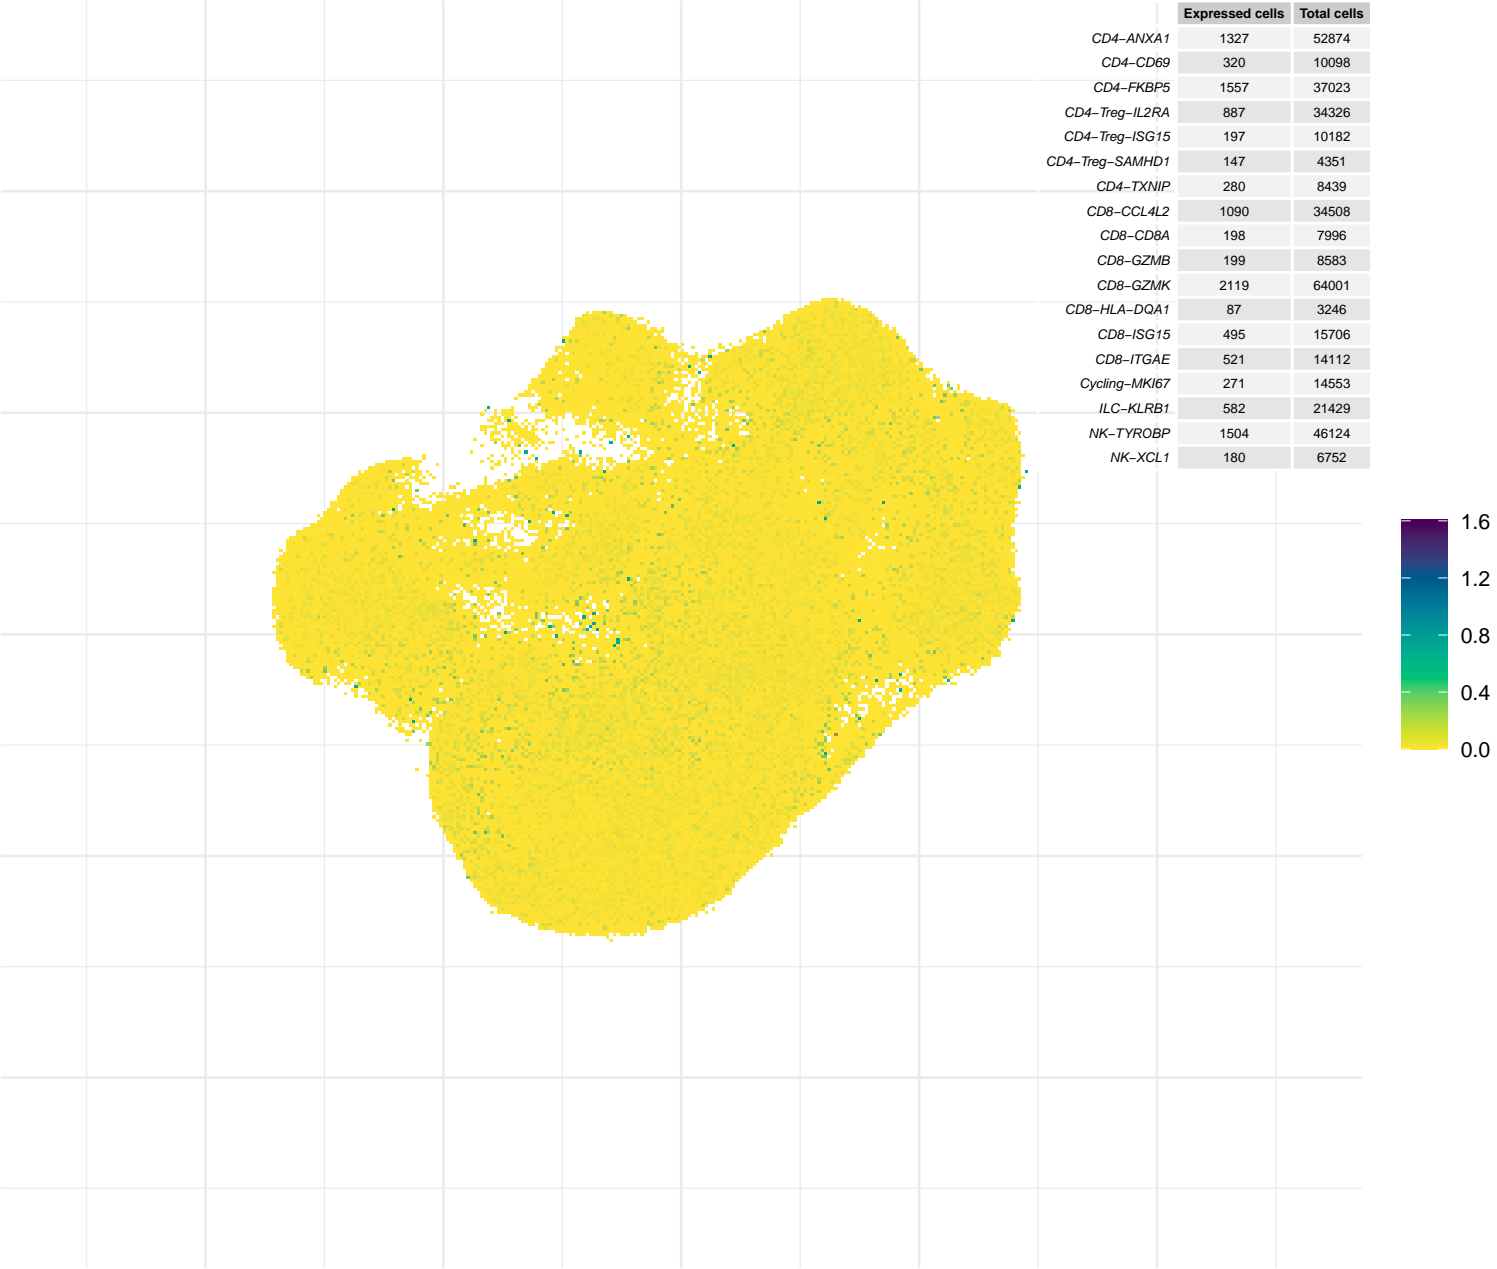 Expressed cells Total cells
CD4−ANXA1 1327 52874
CD4−CD69 320 10098
CD4−FKBP5 1557 37023
CD4−Treg−IL2RA 887 34326
CD4−Treg−ISG15 197 10182
CD4−Treg−SAMHD1 147 4351
CD4−TXNIP 280 8439
CD8−CCL4L2 1090 34508
CD8−CD8A 198 7996
CD8−GZMB 199 8583
CD8−GZMK 2119 64001
CD8−HLA−DQA1 87 3246
CD8−ISG15 495 15706
CD8−ITGAE 521 14112
Cycling−MKI67 271 14553
ILC−KLRB1 582 21429
NK−TYROBP 1504 46124
NK−XCL1 180 6752
1.6
1.2
0.8
0.4
0.0